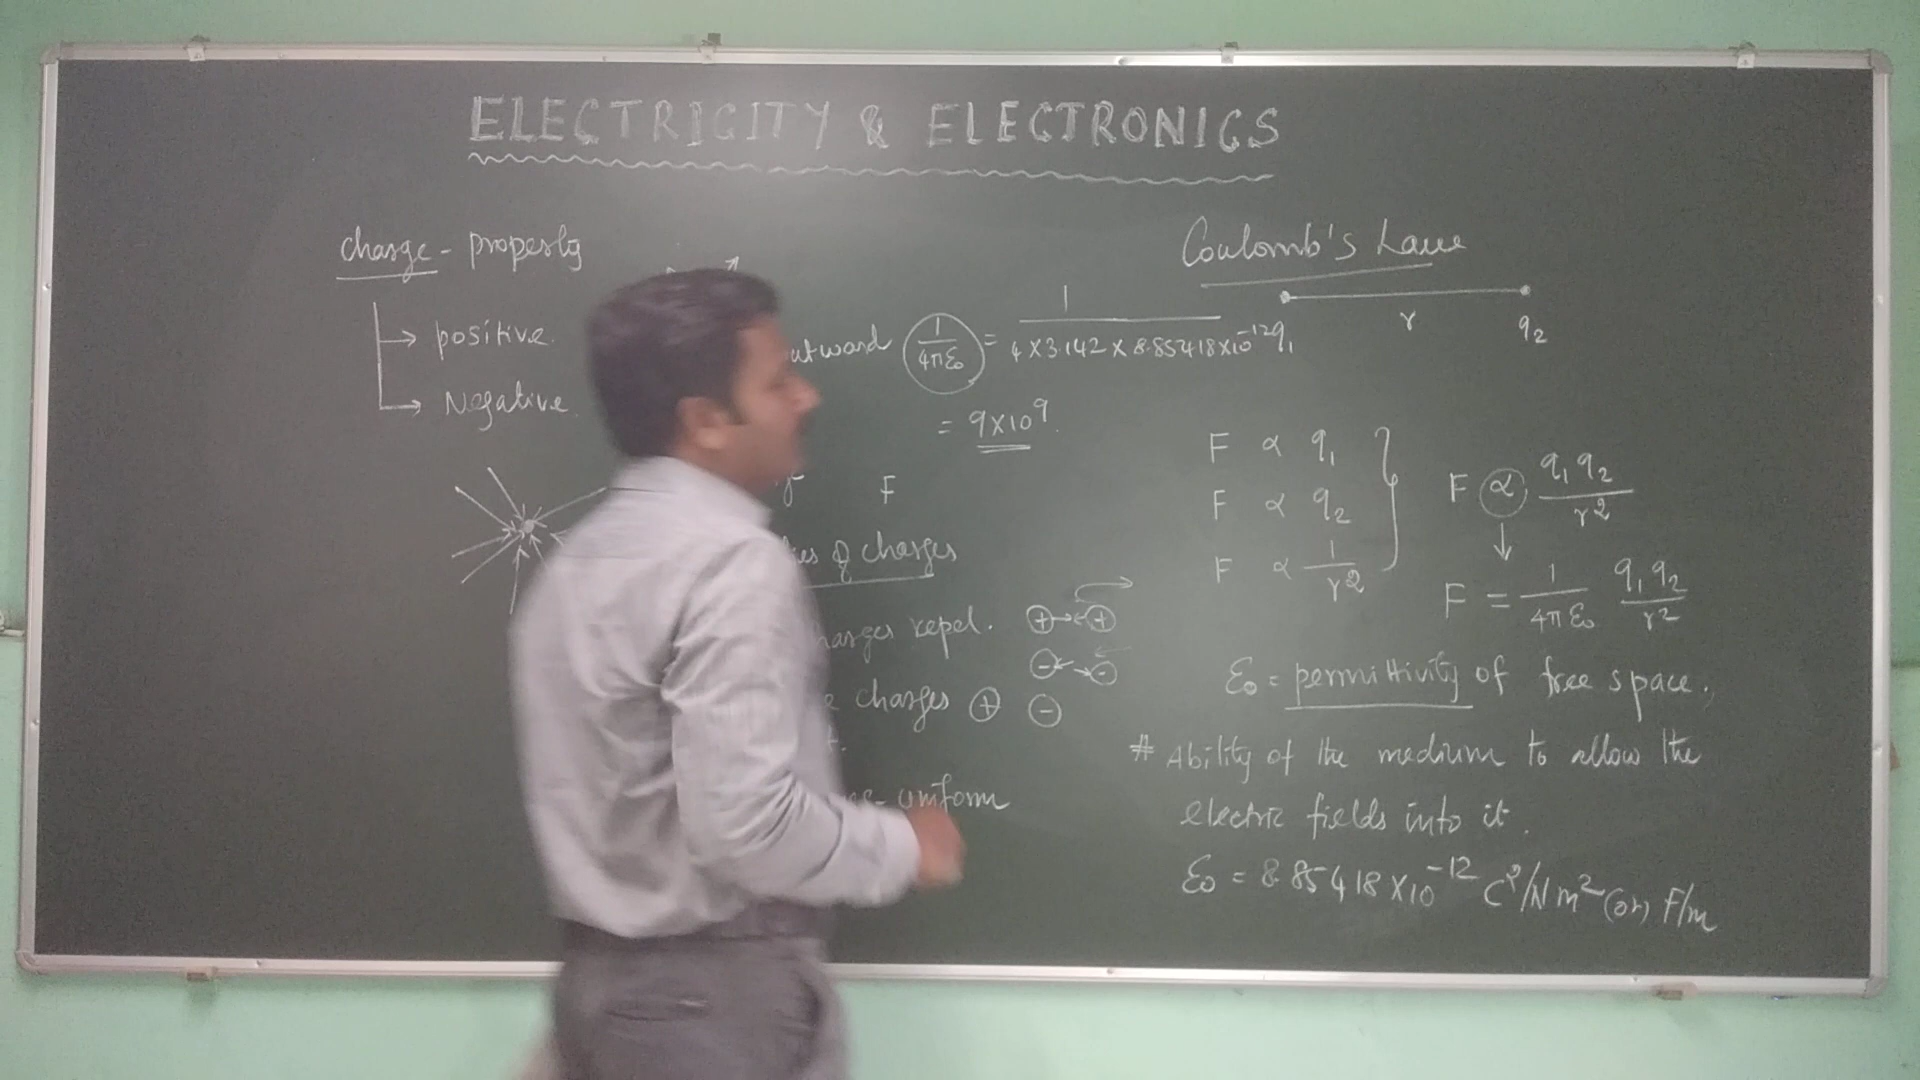 ELECTRICITY & ELECTRONICS
charge - property
→ positive.
→ Negative.
1/4πε₀ = 1/4×3.142×8.85418×10⁻¹²
= 9×10⁹.
F
of charges
repel. + +
- -
charges + -
uniform
Coulomb's Law
q₁ r q₂
F ∝ q₁
F ∝ q₂
F ∝ 1/r²
F ∝ q₁q₂/r²
F = 1/4πε₀ q₁q₂/r²
ε₀ = permittivity of free space.
# Ability of the medium to allow the
electric fields into it.
ε₀ = 8.85418×10⁻¹² C²/Nm² (or) F/m